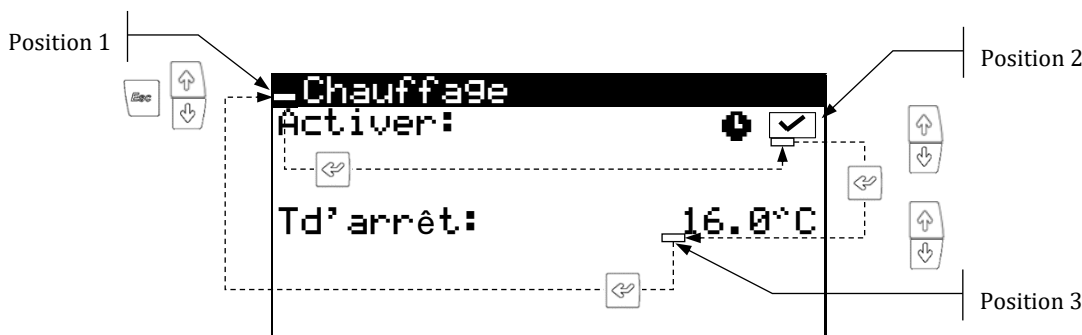 Position 1
Position 2
Esc
Chauffage
Activer:
Td'arrêt: 16.0°C
Position 3